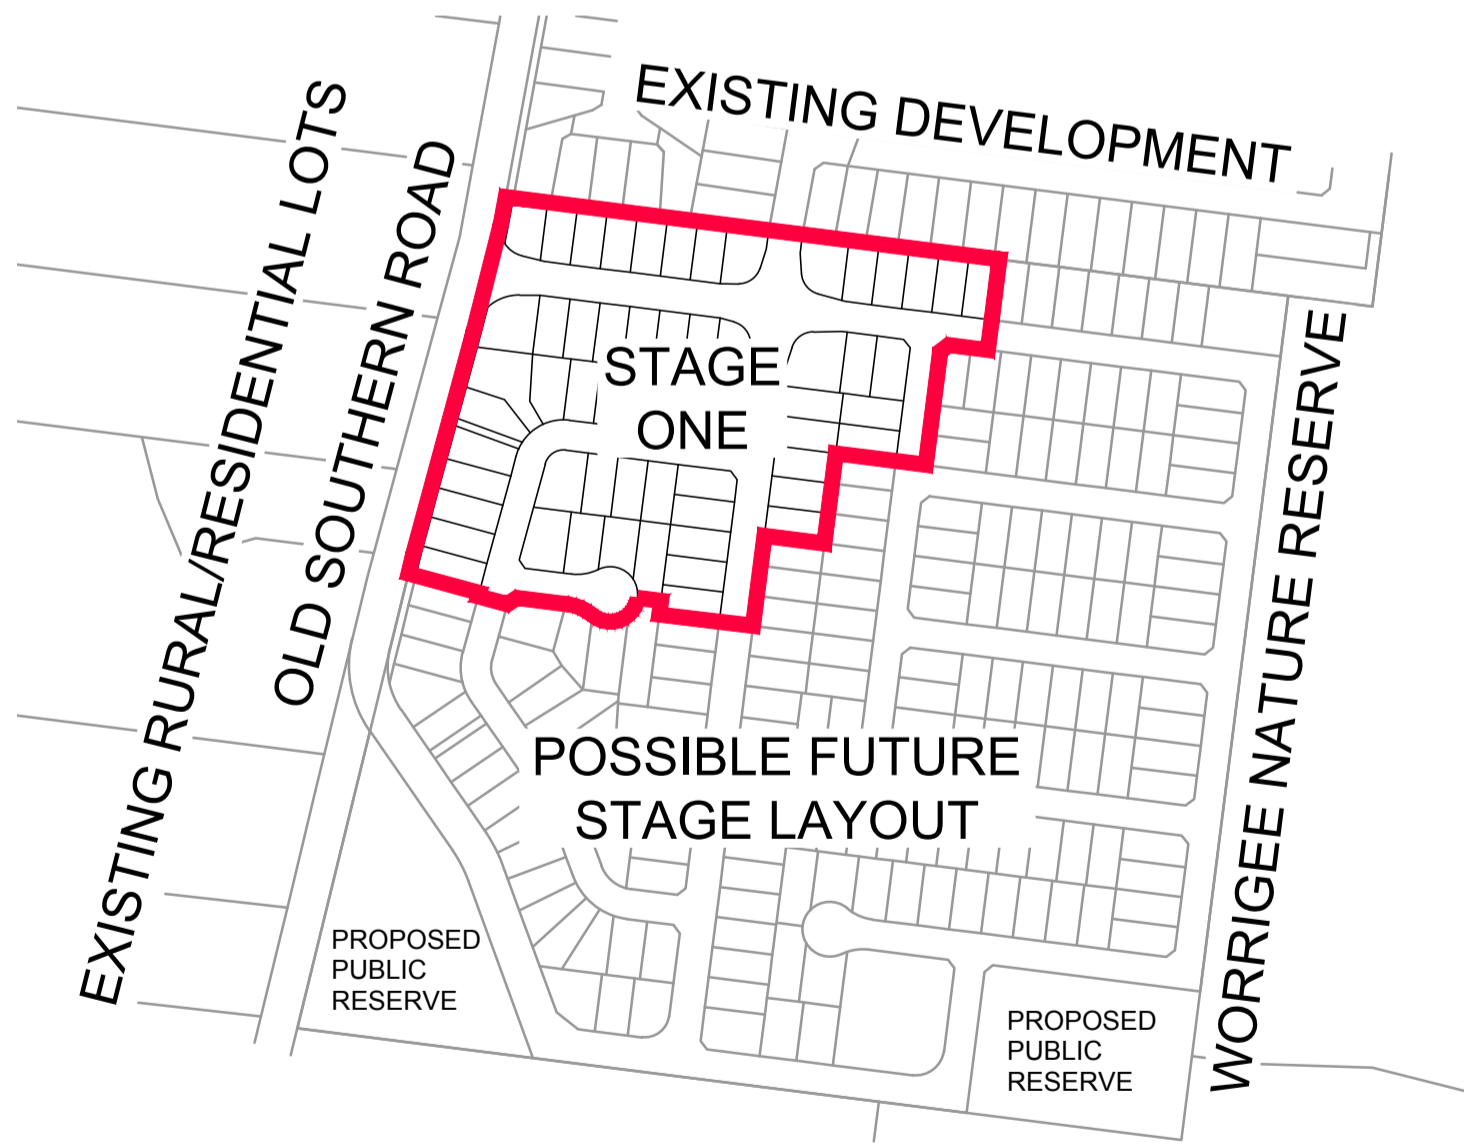 EXISTING DEVELOPMENT
EXISTING RURAL/RESIDENTIAL LOTS
OLD SOUTHERN ROAD
STAGE
ONE
WORRIGEE NATURE RESERVE
POSSIBLE FUTURE
STAGE LAYOUT
PROPOSED
PUBLIC
RESERVE
PROPOSED
PUBLIC
RESERVE